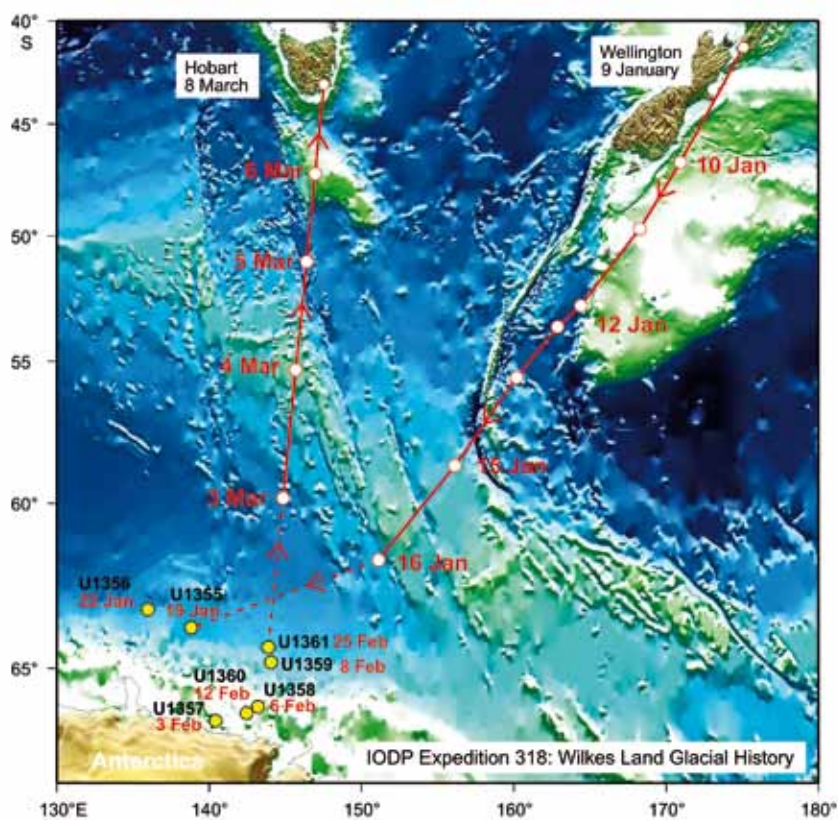 40°
S
45°
50°
55
60°
65°
Hobart
8 March
Wellington
9 January
10 Jan
6 Mar
5 Mar
12 Jan
4 Mar
15 Jan
3 Mar
16 Jan
U1356
22 Jan
U1355
19 Jan
U1361 25 Feb
U1359 8 Feb
U1360
12 Feb
U1358
6 Feb
U1357
3 Feb
Antarctica
IODP Expedition 318: Wilkes Land Glacial History
130°E
140°
150°
160°
170°
180°